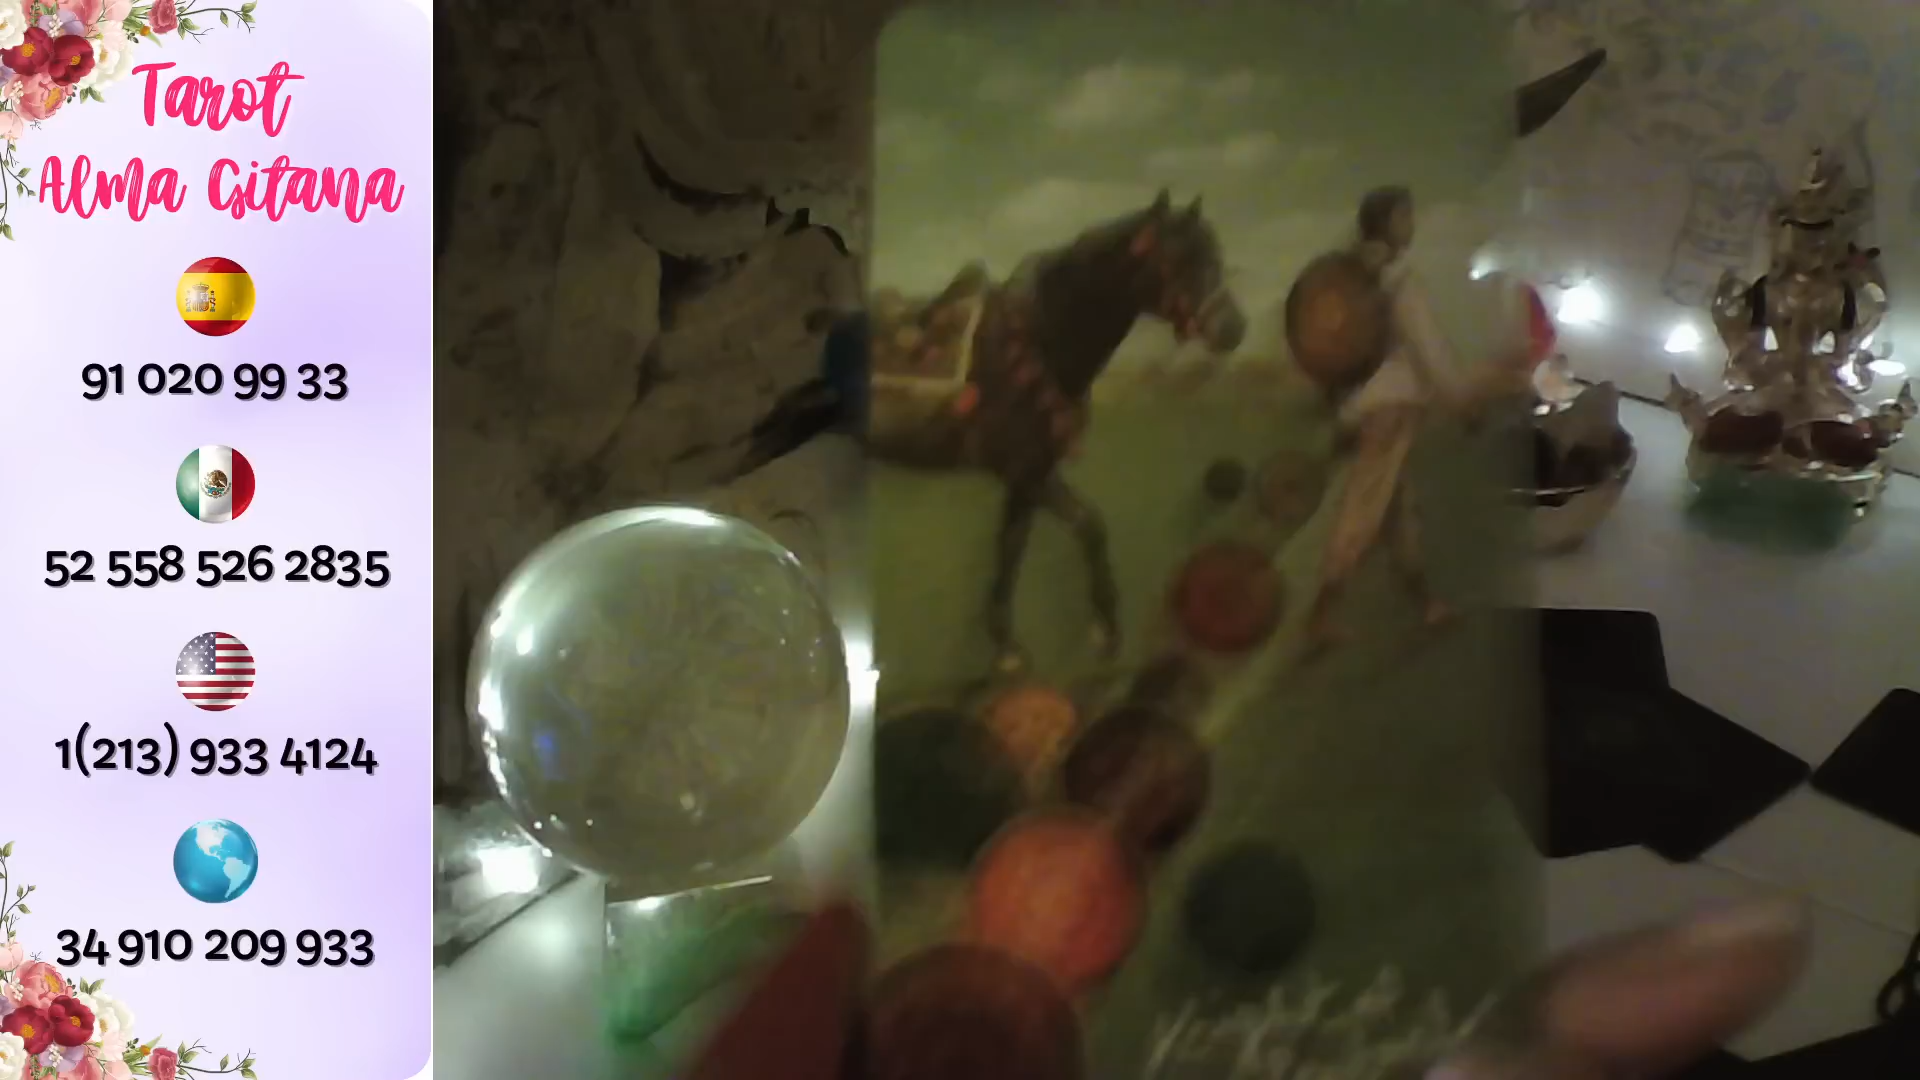 Tarot
Alma Gitana
91 020 99 33
52 558 526 2835
1(213) 933 4124
34 910 209 933